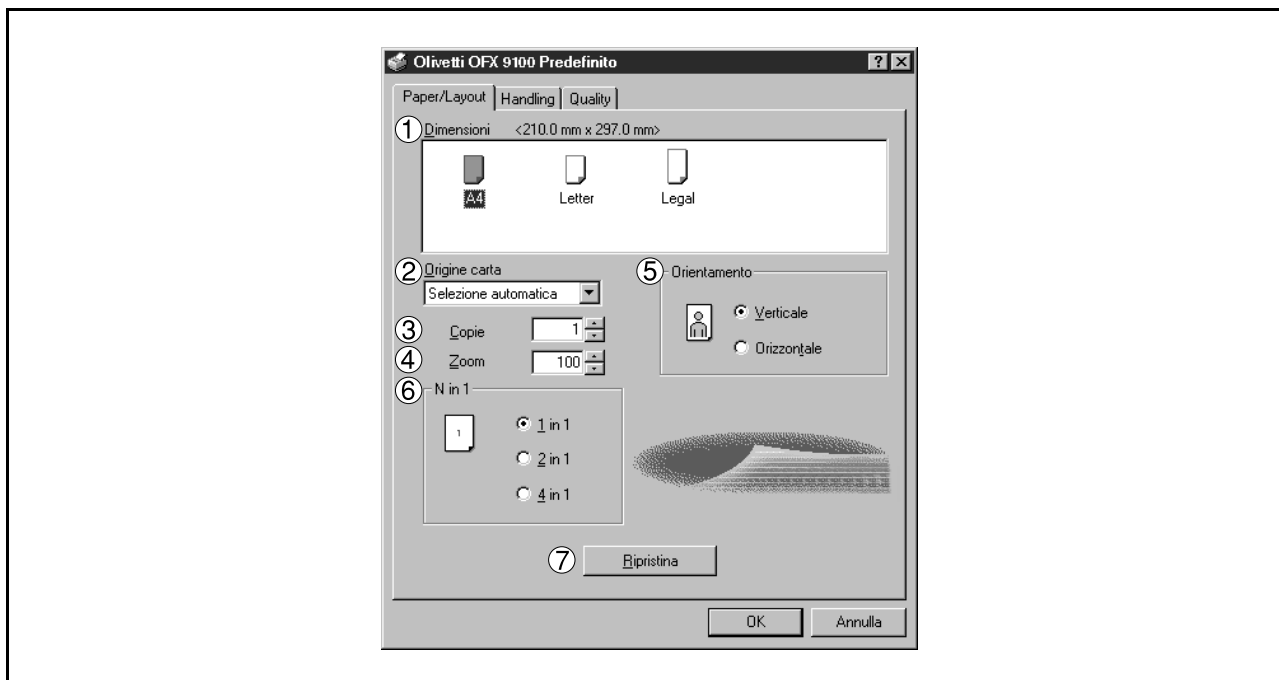 Olivetti OFX 9100 Predefinito ? ×
Paper/Layout Handling Quality
① Dimensioni <210.0 mm x 297.0 mm>
A4 Letter Legal
② Origine carta
Selezione automatica
③ Copie 1
④ Zoom 100
⑤ Orientamento
Verticale
Orizzontale
⑥ N in 1
1
1 in 1
2 in 1
4 in 1
⑦ Ripristina
OK Annulla